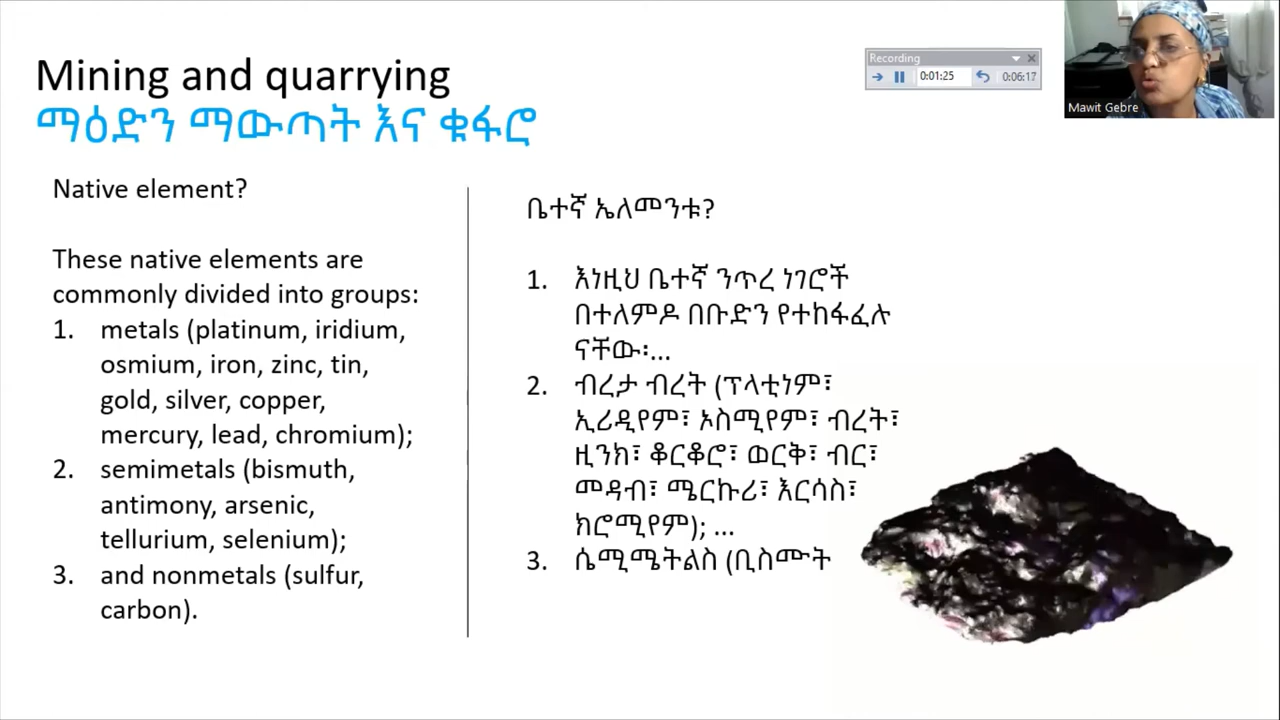 Mining and quarrying
ማዕድን ማውጣት እና ቁፋሮ
Recording
0:01:25
0:06:17
Mawit Gebre
Native element?
These native elements are
commonly divided into groups:
1. metals (platinum, iridium,
osmium, iron, zinc, tin,
gold, silver, copper,
mercury, lead, chromium);
2. semimetals (bismuth,
antimony, arsenic,
tellurium, selenium);
3. and nonmetals (sulfur,
carbon).
ቤተኛ ኤለመንቱ?
1. እነዚህ ቤተኛ ንጥረ ነገሮች
በተለምዶ በቡድን የተከፋፈሉ
ናቸው፡...
2. ብረታ ብረት (ፕላቲነም፣
ኢሪዲየም፣ ኦስሚየም፣ ብረት፣
ዚንክ፣ ቆርቆሮ፣ ወርቅ፣ ብር፣
መዳብ፣ ሜርኩሪ፣ እርሳስ፣
ክሮሚየም); ...
3. ሴሚሜትልስ (ቢስሙት